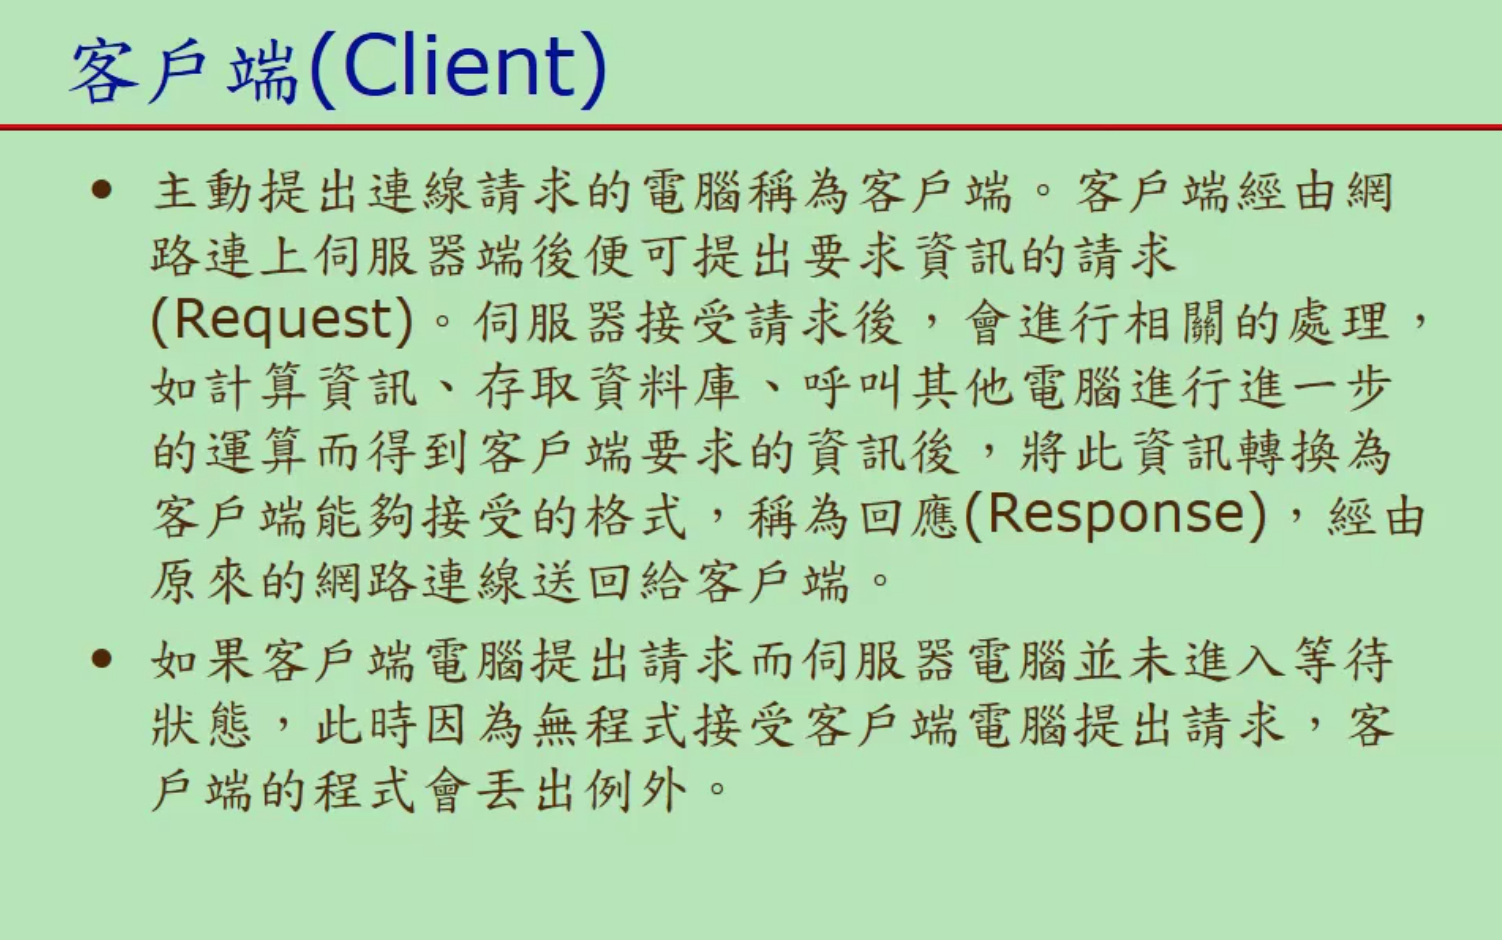 客戶端(Client)
• 主動提出連線請求的電腦稱為客戶端。客戶端經由網
路連上伺服器端後便可提出要求資訊的請求
(Request)。伺服器接受請求後，會進行相關的處理，
如計算資訊、存取資料庫、呼叫其他電腦進行進一步
的運算而得到客戶端要求的資訊後，將此資訊轉換為
客戶端能夠接受的格式，稱為回應(Response)，經由
原來的網路連線送回給客戶端。
• 如果客戶端電腦提出請求而伺服器電腦並未進入等待
狀態，此時因為無程式接受客戶端電腦提出請求，客
戶端的程式會丟出例外。